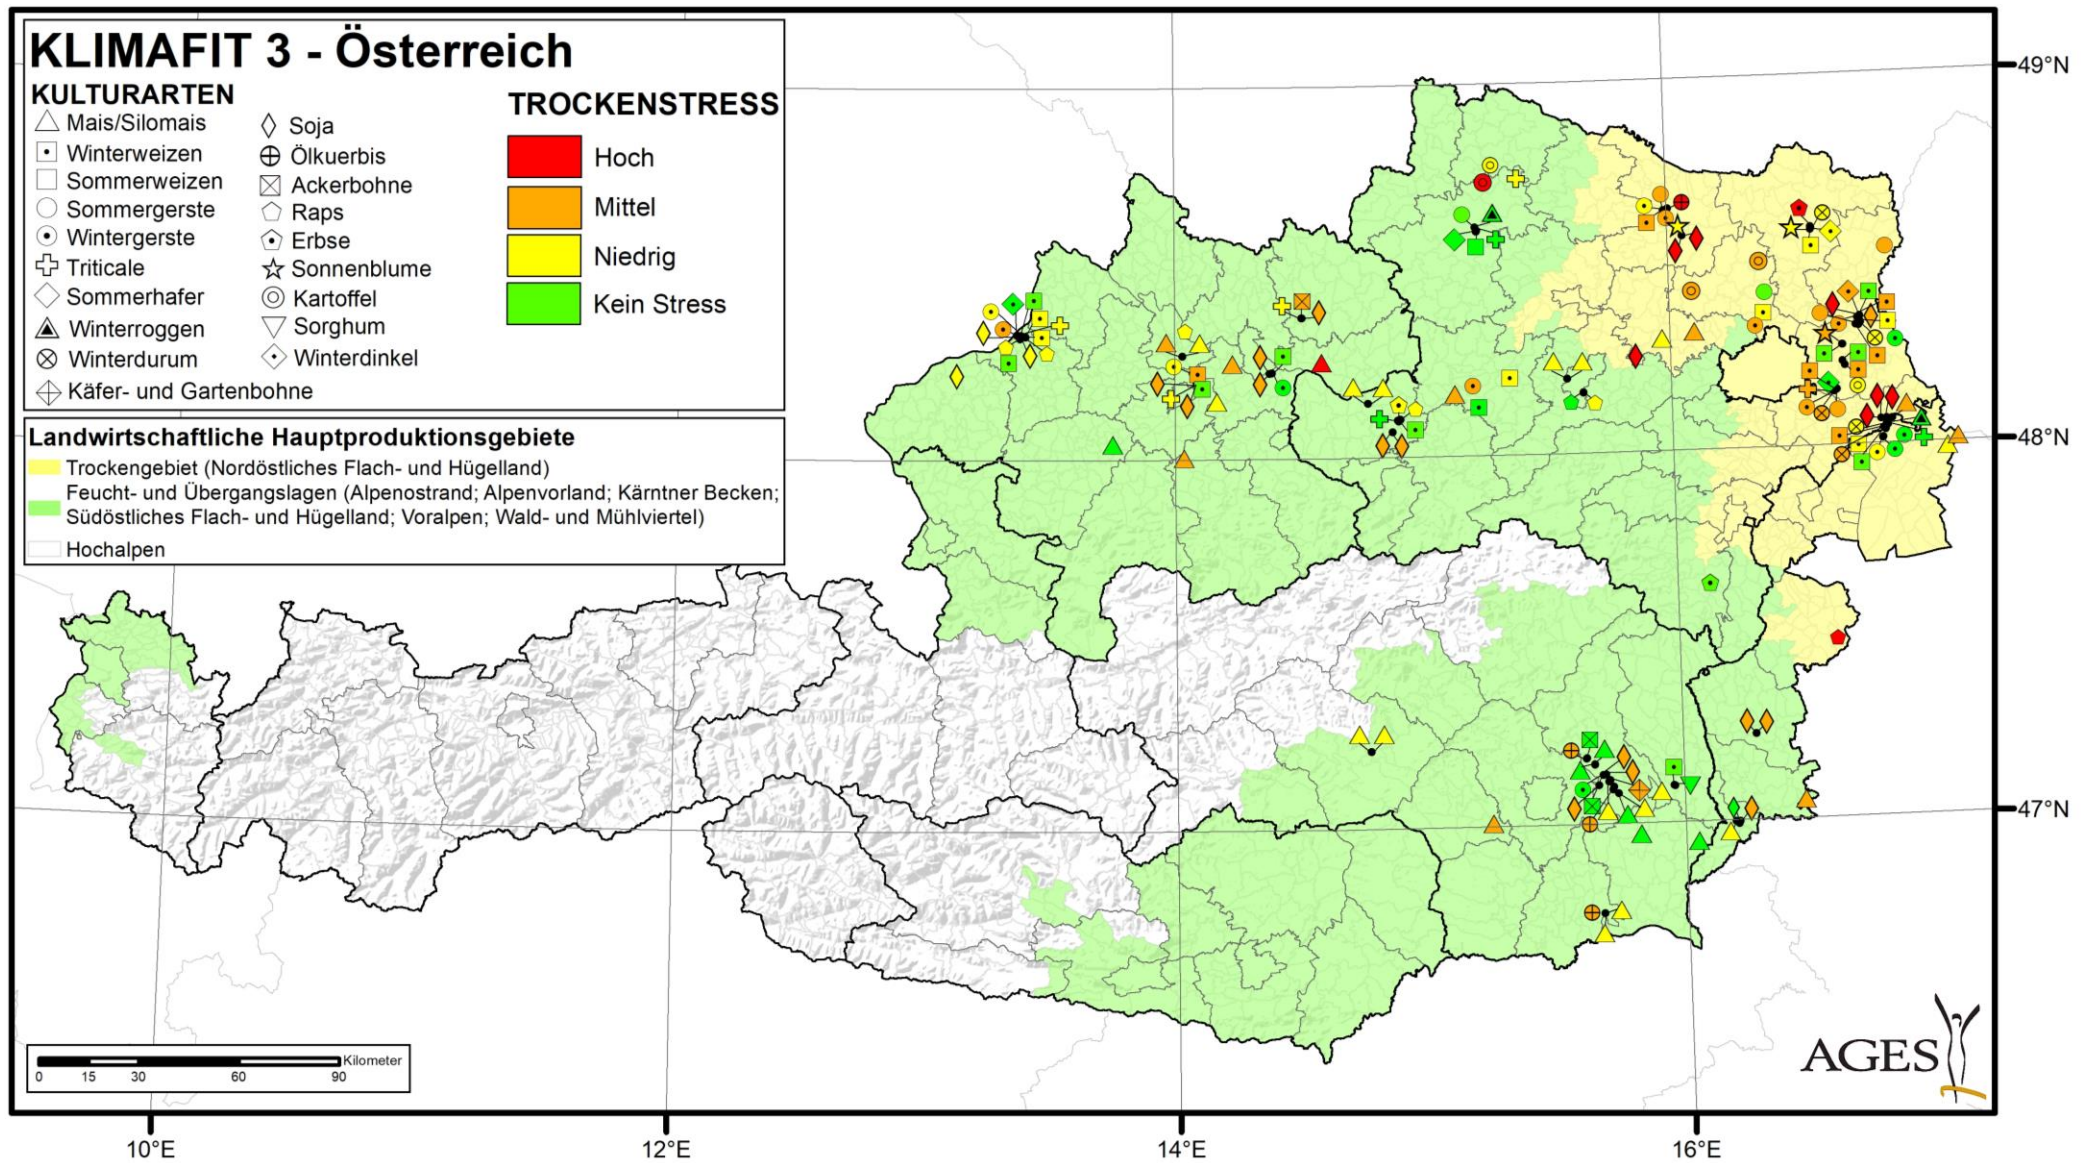 KLIMAFIT 3 - Österreich
KULTURARTEN
Mais/Silomais
Winterweizen
Sommerweizen
Sommergerste
Wintergerste
Triticale
Sommerhafer
Winterroggen
Winterdurum
Käfer- und Gartenbohne
Soja
Ölkuerbis
Ackerbohne
Raps
Erbse
Sonnenblume
Kartoffel
Sorghum
Winterdinkel
TROCKENSTRESS
Hoch
Mittel
Niedrig
Kein Stress
Landwirtschaftliche Hauptproduktionsgebiete
Trockengebiet (Nordöstliches Flach- und Hügelland)
Feucht- und Übergangslagen (Alpenostrand; Alpenvorland; Kärntner Becken;
Südöstliches Flach- und Hügelland; Voralpen; Wald- und Mühlviertel)
Hochalpen
49°N
48°N
47°N
Kilometer
0 15 30 60 90
AGES
10°E 12°E 14°E 16°E